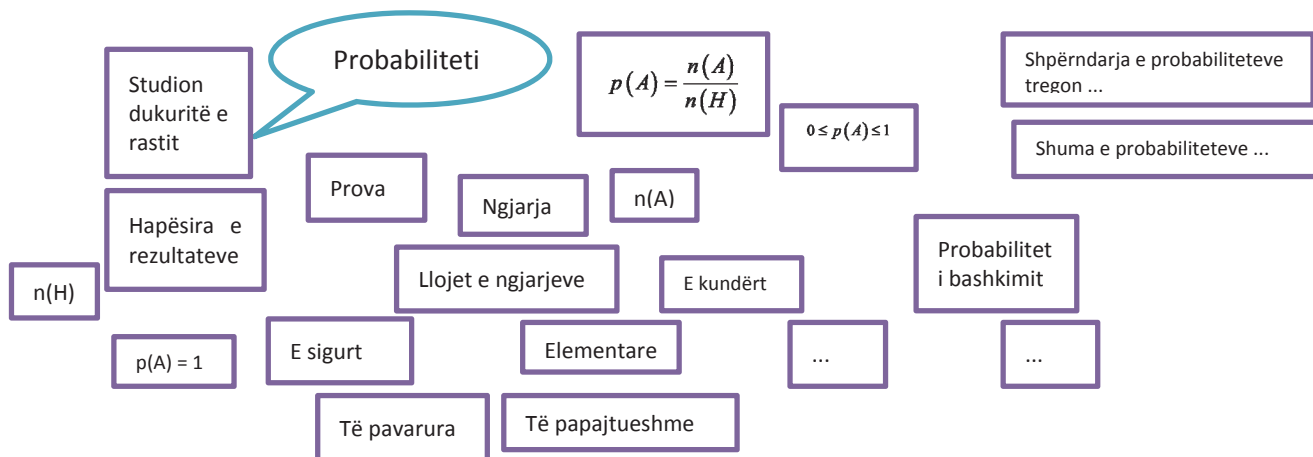 Probabiliteti
Studion
dukuritë e
rastit
p(A) = n(A) / n(H)
0 ≤ p(A) ≤ 1
Shpërndarja e probabiliteteve
tregon ...
Shuma e probabiliteteve ...
Prova
Ngjarja
n(A)
Hapësira e
rezultateve
n(H)
Llojet e ngjarjeve
E kundërt
Probabilitet
i bashkimit
p(A) = 1
E sigurt
Elementare
...
...
Të pavarura
Të papajtueshme